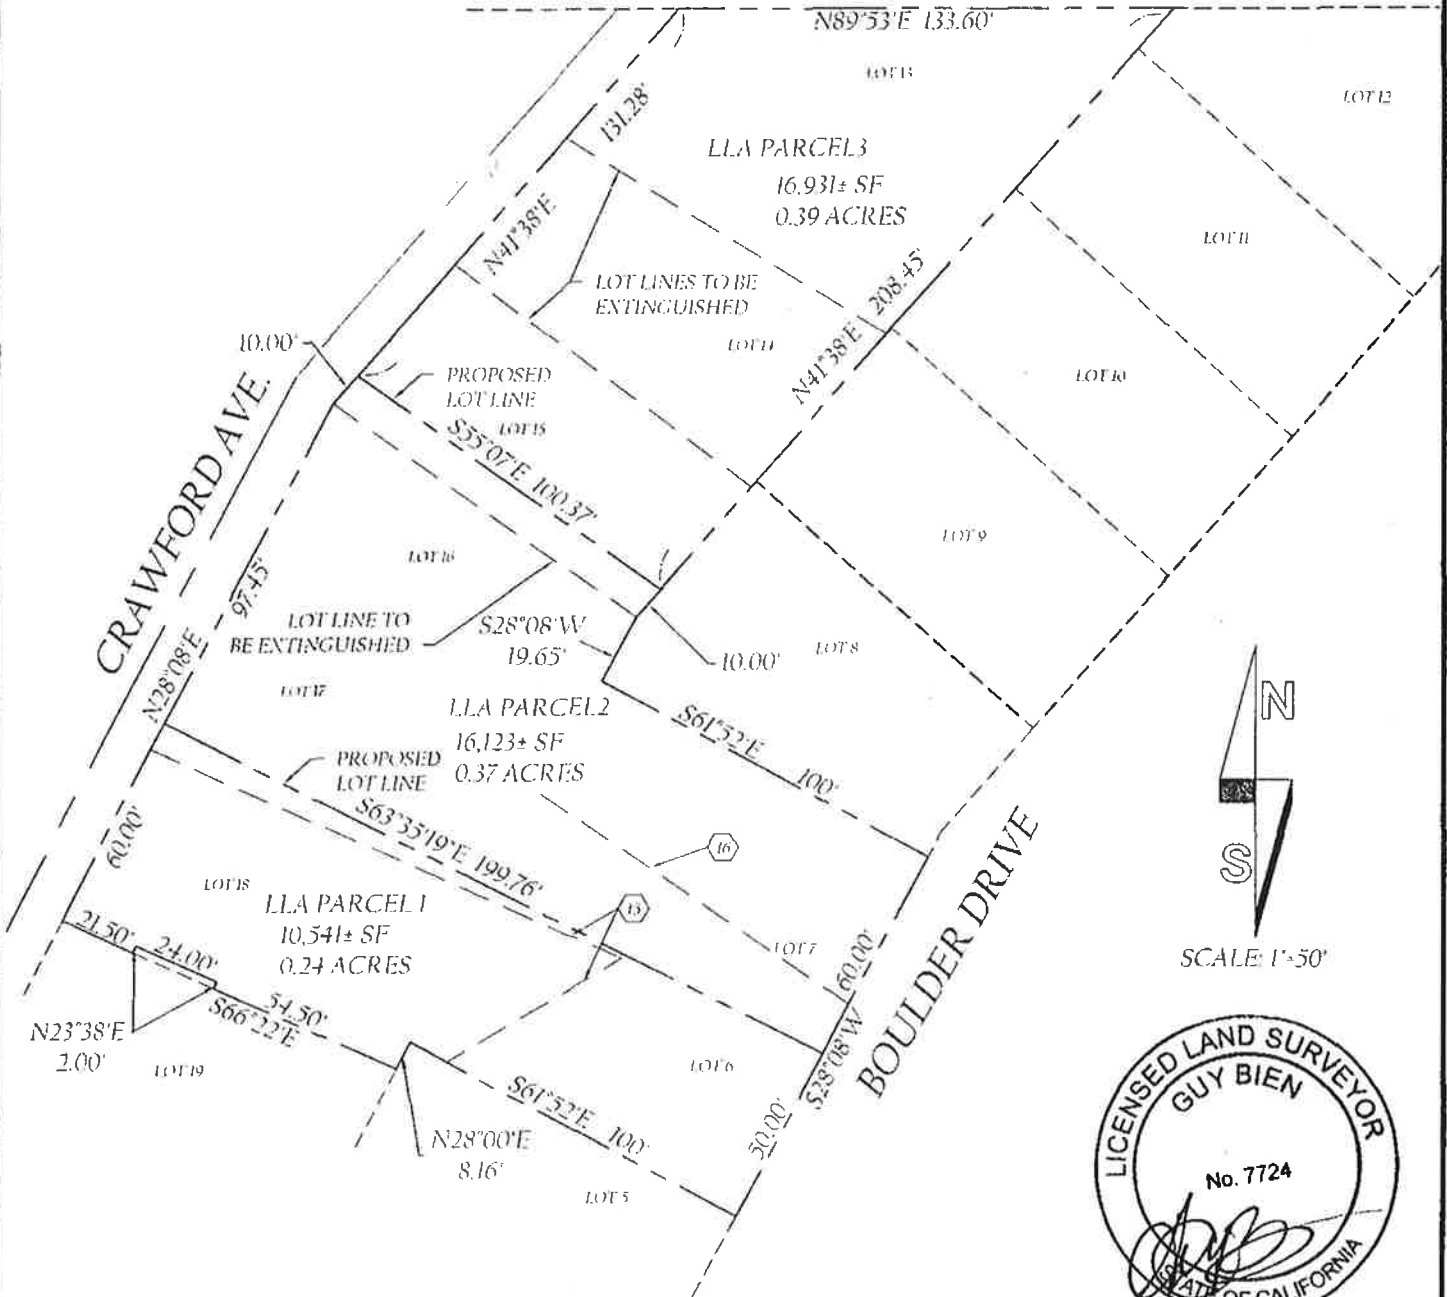 N89°53'E 133.60'
LOT 13
LOT 12
131.28'
LLA PARCEL 3
16,931± SF
0.39 ACRES
N41°38'E
LOT 11
LOT LINES TO BE
EXTINGUISHED
N41°38'E 208.45'
10.00'
LOT 14
PROPOSED
LOT LINE
LOT 10
LOT 15
S55°07'E 100.37'
CRAWFORD AVE.
LOT 9
LOT 16
97.45'
LOT LINE TO
BE EXTINGUISHED
S28°08'W
19.65'
10.00'
LOT 8
N28°08'E
LOT 17
N
LLA PARCEL 2
16,123± SF
0.37 ACRES
S61°52'E 100'
PROPOSED
LOT LINE
S63°35'19"E 199.76'
60.00'
16
S
LOT 18
LLA PARCEL 1
10,541± SF
0.24 ACRES
15
LOT 7
60.00'
BOULDER DRIVE
SCALE: 1"=50'
21.50'
24.00'
54.50'
S66°22'E
N23°38'E
2.00'
LOT 19
S28°08'W
LOT 6
50.00'
S61°52'E 100'
N28°00'E
8.16'
LOT 5
LICENSED LAND SURVEYOR
GUY BIEN
No. 7724
STATE OF CALIFORNIA